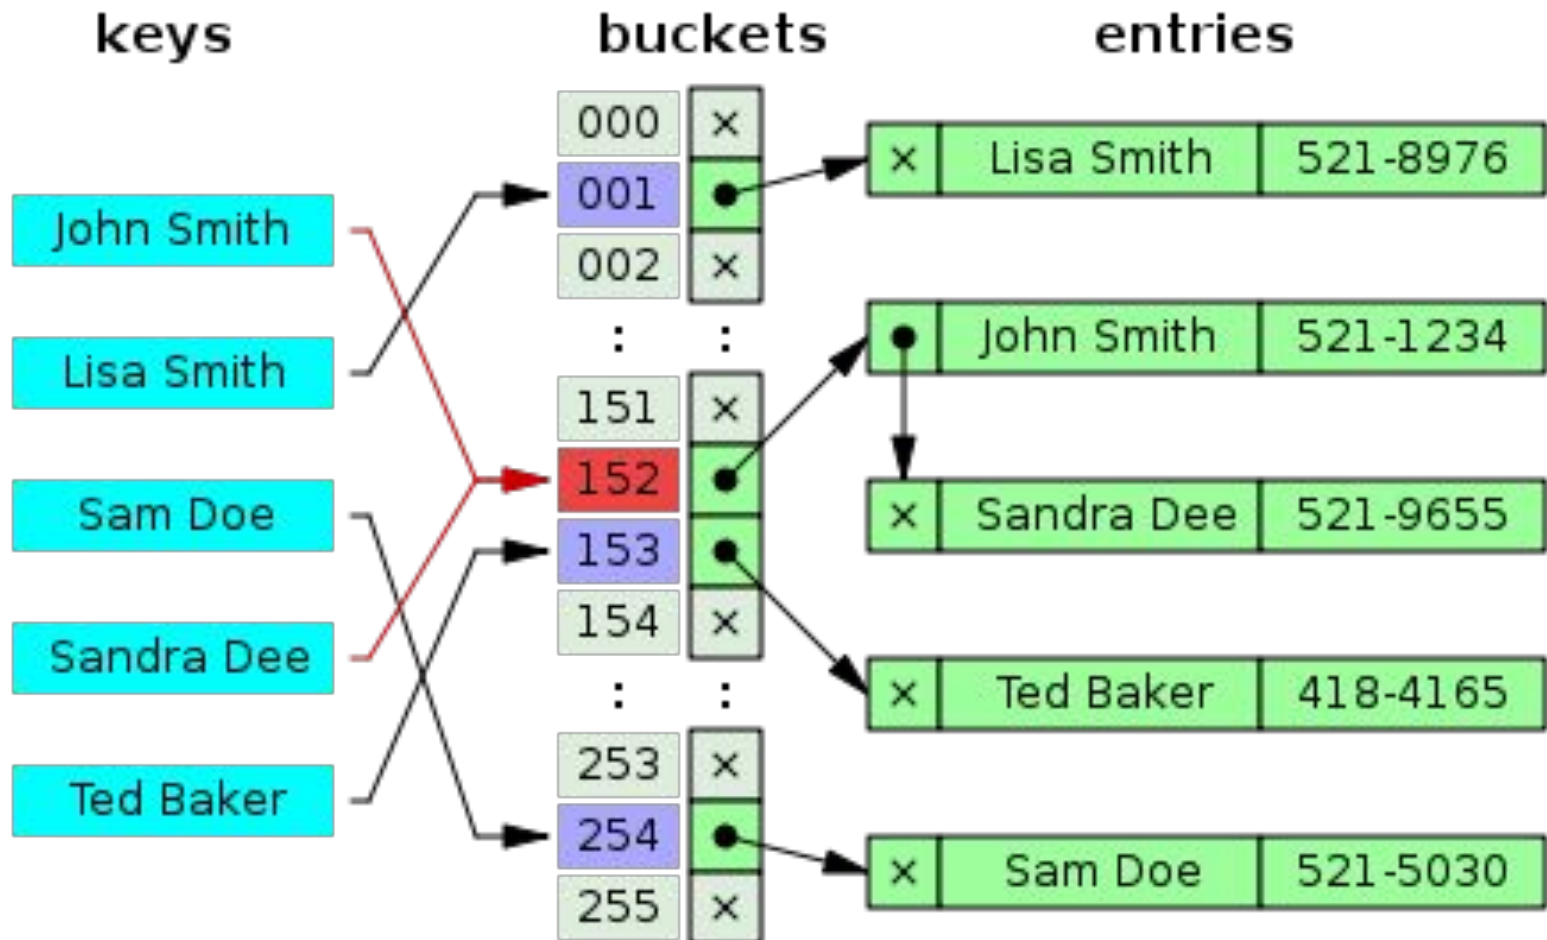 keys
buckets
entries
John Smith
Lisa Smith
Sam Doe
Sandra Dee
Ted Baker
000 ×
001
002 ×
: :
151 ×
152
153
154 ×
: :
253 ×
254
255 ×
× Lisa Smith 521-8976
John Smith 521-1234
× Sandra Dee 521-9655
× Ted Baker 418-4165
× Sam Doe 521-5030